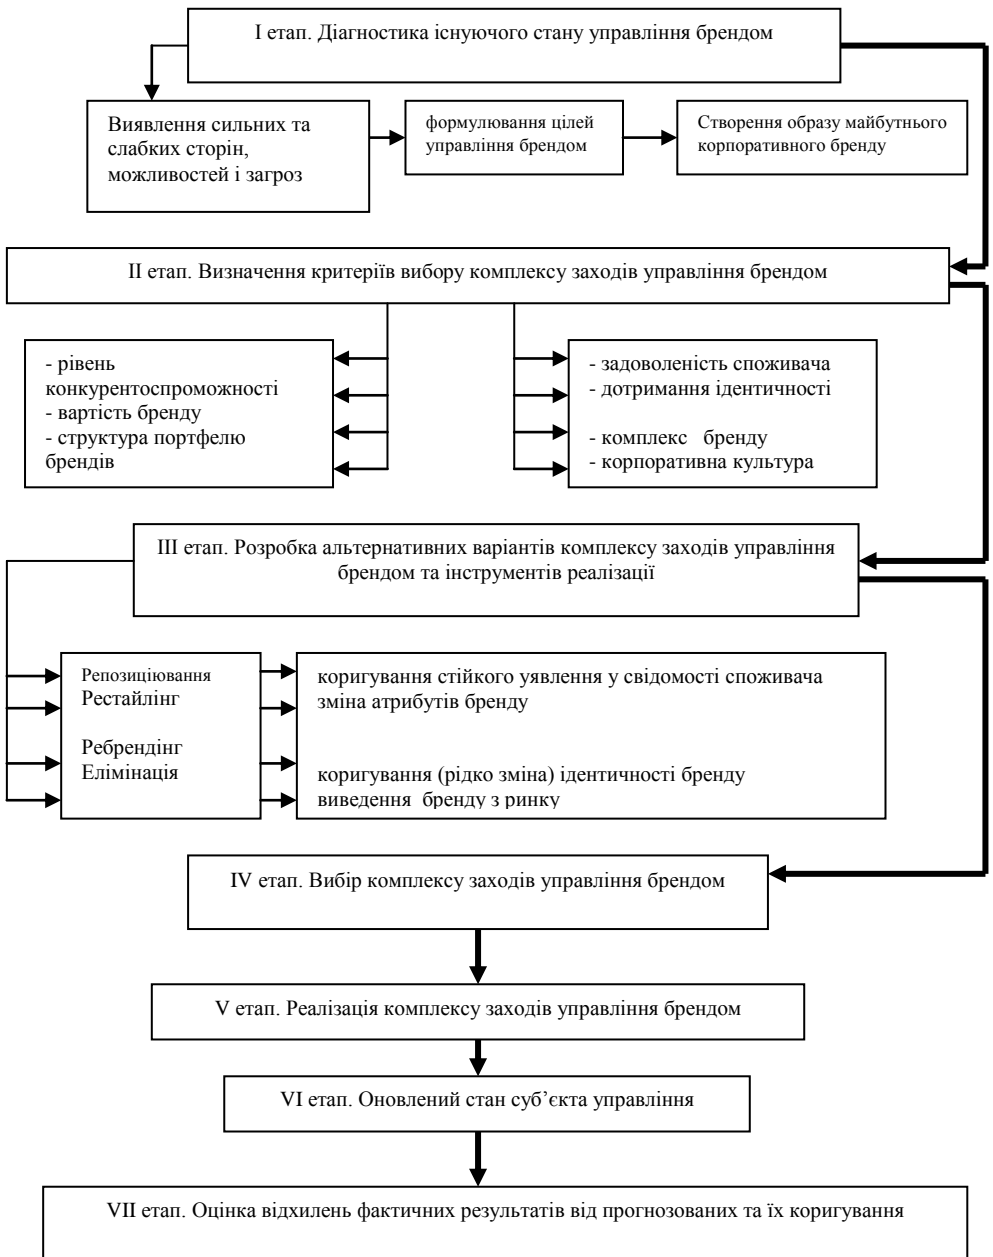 І етап. Діагностика існуючого стану управління брендом
Виявлення сильних та
слабких сторін,
можливостей і загроз
формулювання цілей
управління брендом
Створення образу майбутнього
корпоративного бренду
ІІ етап. Визначення критеріїв вибору комплексу заходів управління брендом
- рівень
конкурентоспроможності
- вартість бренду
- структура портфелю
брендів
- задоволеність споживача
- дотримання ідентичності
- комплекс бренду
- корпоративна культура
ІІІ етап. Розробка альтернативних варіантів комплексу заходів управління
брендом та інструментів реалізації
Репозиціювання
Рестайлінг
Ребрендінг
Елімінація
коригування стійкого уявлення у свідомості споживача
зміна атрибутів бренду
коригування (рідко зміна) ідентичності бренду
виведення бренду з ринку
IV етап. Вибір комплексу заходів управління брендом
V етап. Реалізація комплексу заходів управління брендом
VI етап. Оновлений стан суб’єкта управління
VII етап. Оцінка відхилень фактичних результатів від прогнозованих та їх коригування